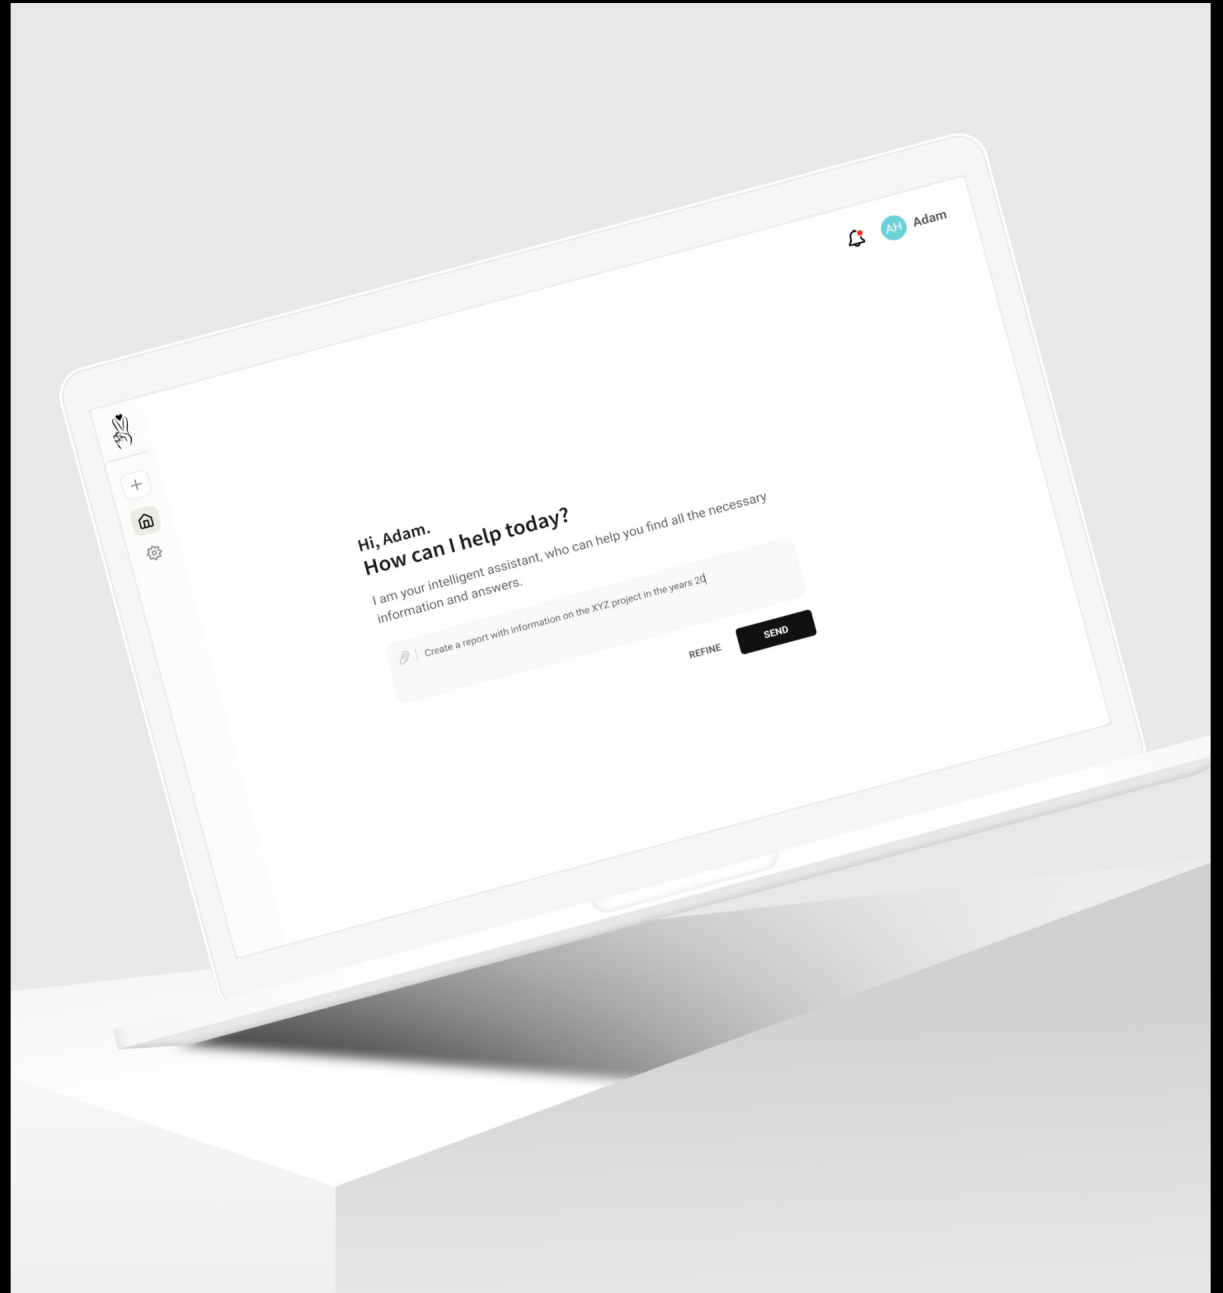 AH Adam
Hi, Adam.
How can I help today?
I am your intelligent assistant, who can help you find all the necessary
information and answers.
Create a report with information on the XYZ project in the years 20
REFINE SEND